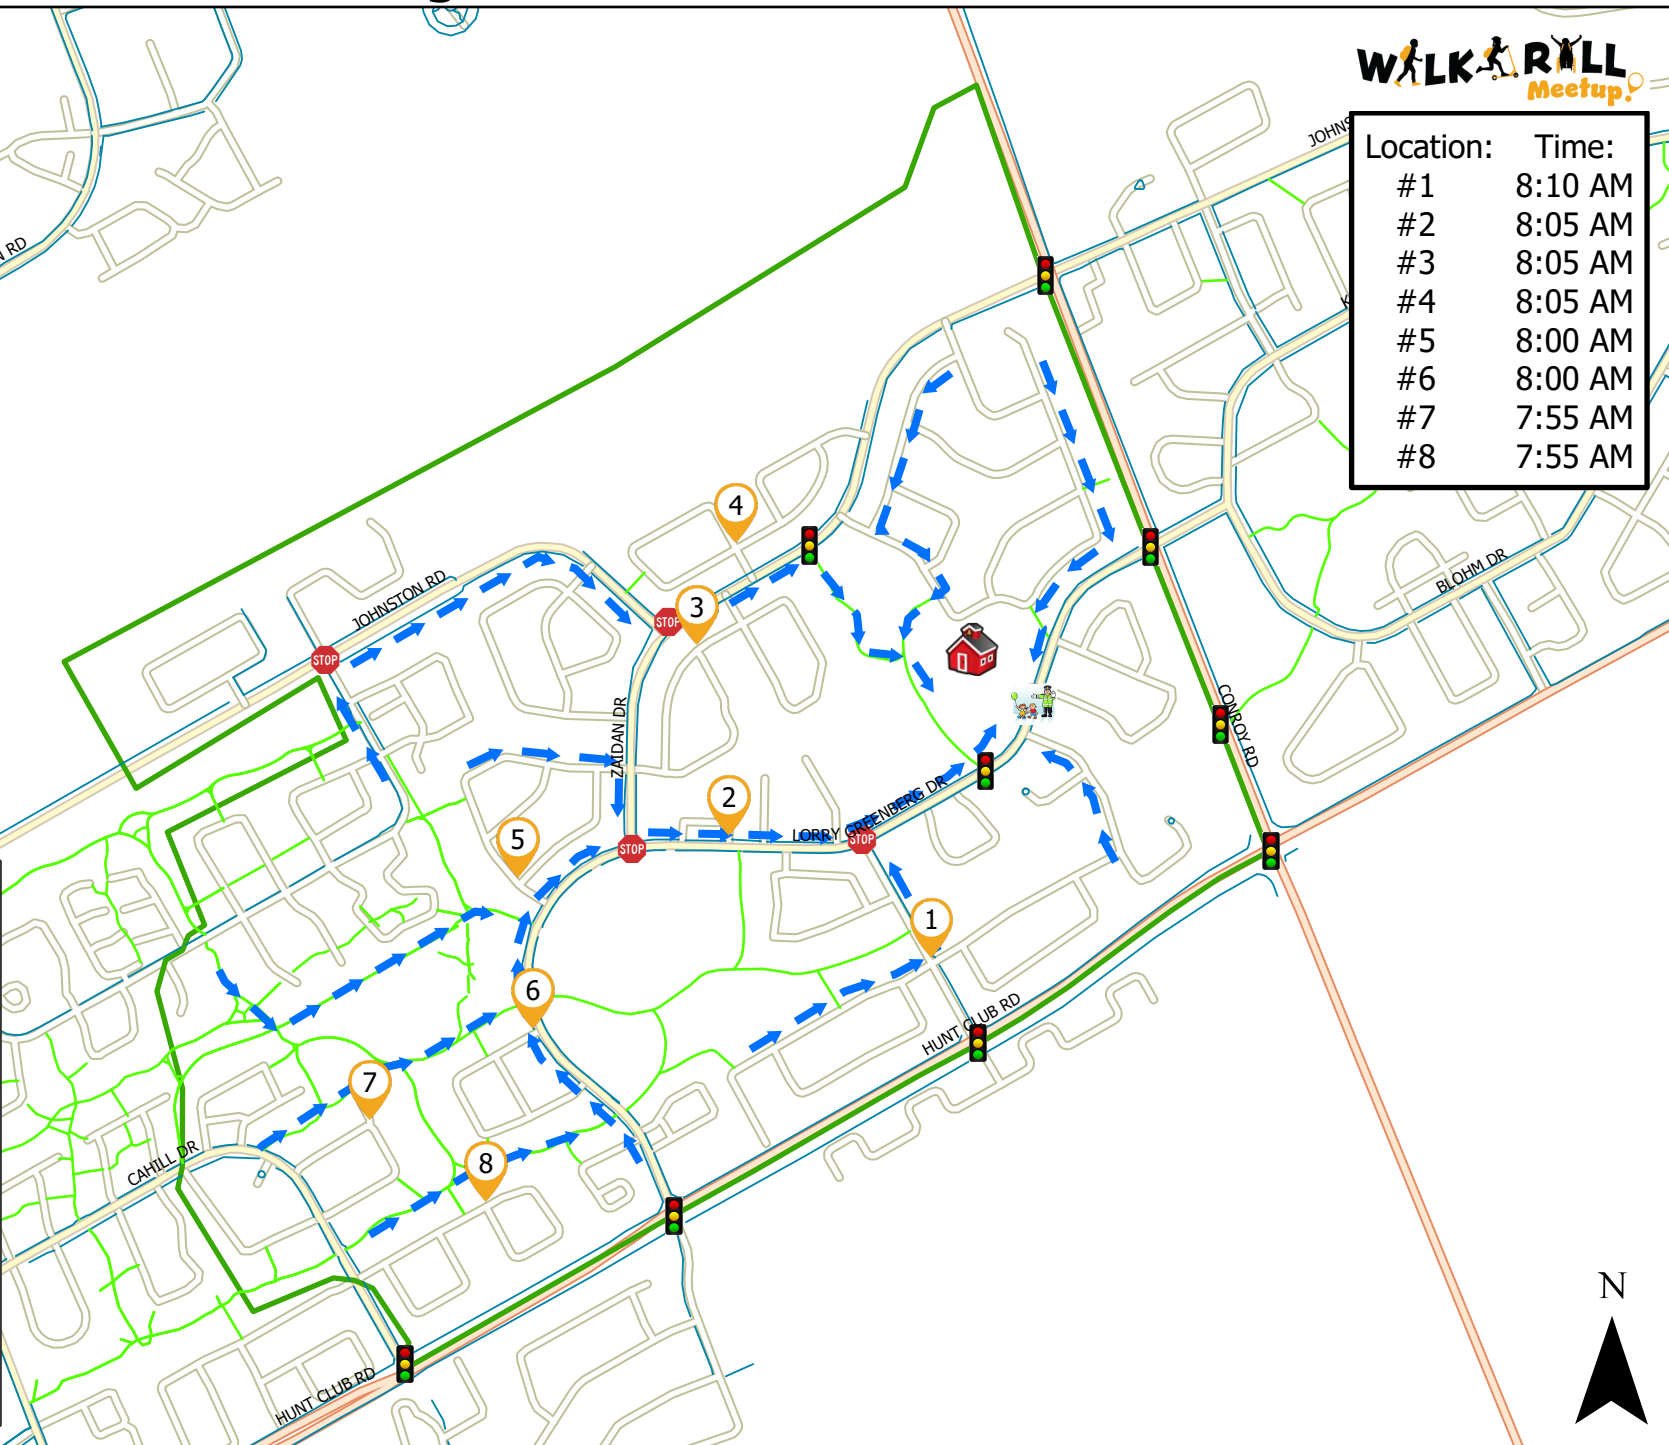 WALK & ROLL
Meetup!
Location: Time:
#1 8:10 AM
#2 8:05 AM
#3 8:05 AM
#4 8:05 AM
#5 8:00 AM
#6 8:00 AM
#7 7:55 AM
#8 7:55 AM
JOHNS
N RD
K
BLOHM DR
4
JOHNSTON RD
STOP
STOP
3
ZAIDAN DR
CONROY RD
2
LORRY GREENBERG DR
STOP
STOP
5
1
6
HUNT CLUB RD
7
CAHILL DR
8
HUNT CLUB RD
N